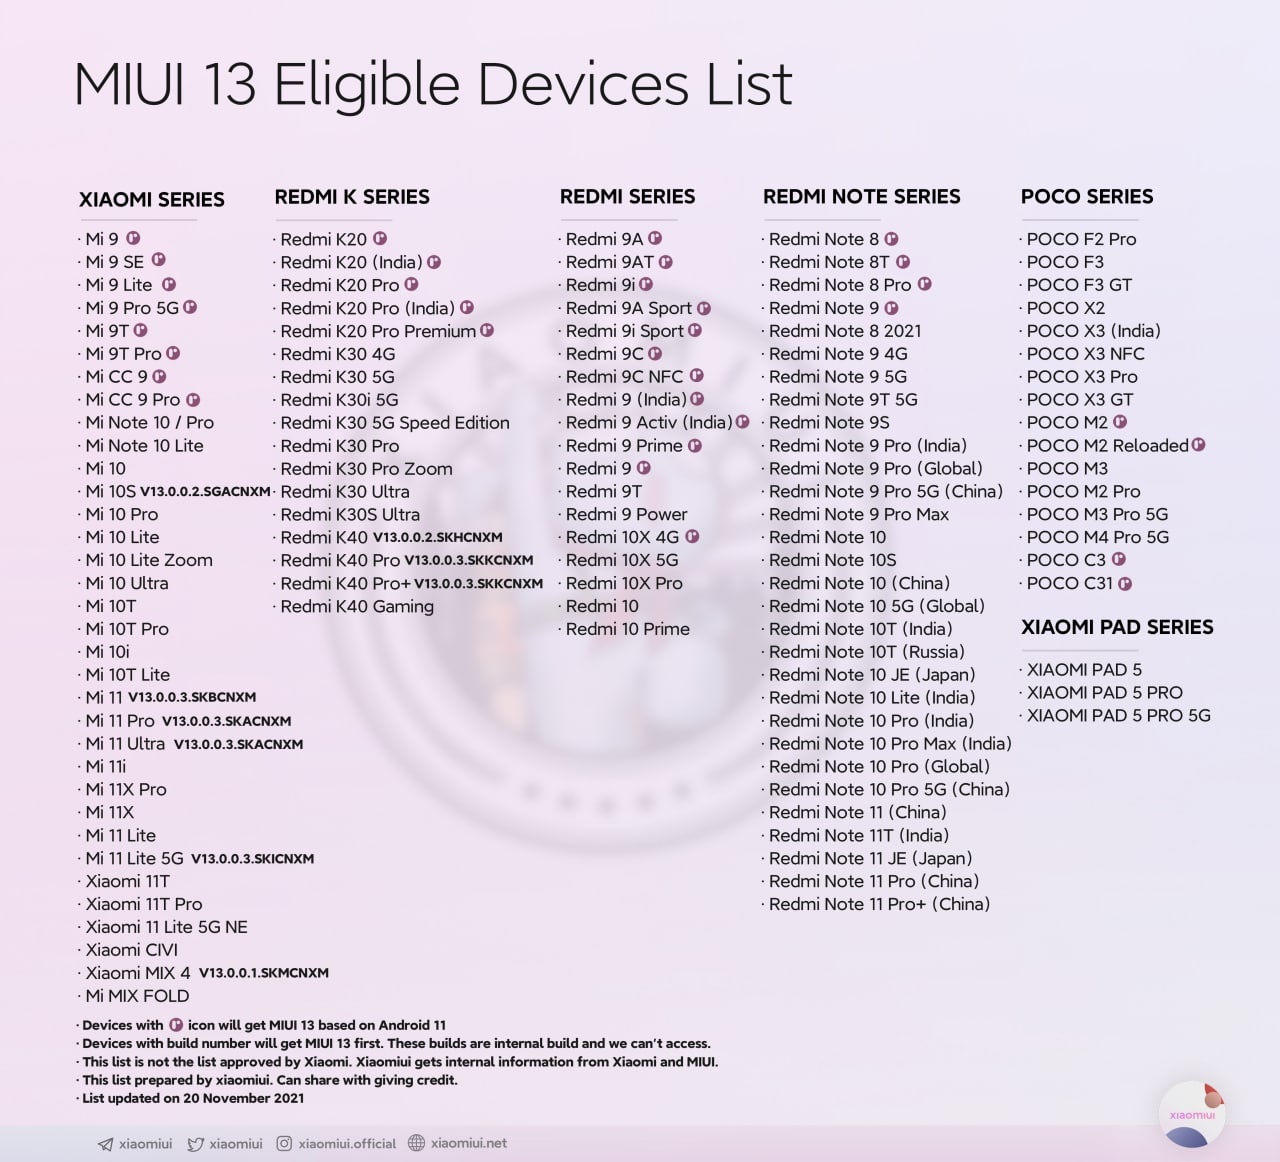 MIUI 13 Eligible Devices List
XIAOMI SERIES
· Mi 9
· Mi 9 SE
· Mi 9 Lite
· Mi 9 Pro 5G
· Mi 9T
· Mi 9T Pro
· Mi CC 9
· Mi CC 9 Pro
· Mi Note 10 / Pro
· Mi Note 10 Lite
· Mi 10
· Mi 10S V13.0.0.2.SGACNXM
· Mi 10 Pro
· Mi 10 Lite
· Mi 10 Lite Zoom
· Mi 10 Ultra
· Mi 10T
· Mi 10T Pro
· Mi 10i
· Mi 10T Lite
· Mi 11 V13.0.0.3.SKBCNXM
· Mi 11 Pro V13.0.0.3.SKACNXM
· Mi 11 Ultra V13.0.0.3.SKACNXM
· Mi 11i
· Mi 11X Pro
· Mi 11X
· Mi 11 Lite
· Mi 11 Lite 5G V13.0.0.3.SKICNXM
· Xiaomi 11T
· Xiaomi 11T Pro
· Xiaomi 11 Lite 5G NE
· Xiaomi CIVI
· Xiaomi MIX 4 V13.0.0.1.SKMCNXM
· Mi MIX FOLD
REDMI K SERIES
· Redmi K20
· Redmi K20 (India)
· Redmi K20 Pro
· Redmi K20 Pro (India)
· Redmi K20 Pro Premium
· Redmi K30 4G
· Redmi K30 5G
· Redmi K30i 5G
· Redmi K30 5G Speed Edition
· Redmi K30 Pro
· Redmi K30 Pro Zoom
· Redmi K30 Ultra
· Redmi K30S Ultra
· Redmi K40 V13.0.0.2.SKHCNXM
· Redmi K40 Pro V13.0.0.3.SKKCNXM
· Redmi K40 Pro+ V13.0.0.3.SKKCNXM
· Redmi K40 Gaming
REDMI SERIES
· Redmi 9A
· Redmi 9AT
· Redmi 9i
· Redmi 9A Sport
· Redmi 9i Sport
· Redmi 9C
· Redmi 9C NFC
· Redmi 9 (India)
· Redmi 9 Activ (India)
· Redmi 9 Prime
· Redmi 9
· Redmi 9T
· Redmi 9 Power
· Redmi 10X 4G
· Redmi 10X 5G
· Redmi 10X Pro
· Redmi 10
· Redmi 10 Prime
REDMI NOTE SERIES
· Redmi Note 8
· Redmi Note 8T
· Redmi Note 8 Pro
· Redmi Note 9
· Redmi Note 8 2021
· Redmi Note 9 4G
· Redmi Note 9 5G
· Redmi Note 9T 5G
· Redmi Note 9S
· Redmi Note 9 Pro (India)
· Redmi Note 9 Pro (Global)
· Redmi Note 9 Pro 5G (China)
· Redmi Note 9 Pro Max
· Redmi Note 10
· Redmi Note 10S
· Redmi Note 10 (China)
· Redmi Note 10 5G (Global)
· Redmi Note 10T (India)
· Redmi Note 10T (Russia)
· Redmi Note 10 JE (Japan)
· Redmi Note 10 Lite (India)
· Redmi Note 10 Pro (India)
· Redmi Note 10 Pro Max (India)
· Redmi Note 10 Pro (Global)
· Redmi Note 10 Pro 5G (China)
· Redmi Note 11 (China)
· Redmi Note 11T (India)
· Redmi Note 11 JE (Japan)
· Redmi Note 11 Pro (China)
· Redmi Note 11 Pro+ (China)
POCO SERIES
· POCO F2 Pro
· POCO F3
· POCO F3 GT
· POCO X2
· POCO X3 (India)
· POCO X3 NFC
· POCO X3 Pro
· POCO X3 GT
· POCO M2
· POCO M2 Reloaded
· POCO M3
· POCO M2 Pro
· POCO M3 Pro 5G
· POCO M4 Pro 5G
· POCO C3
· POCO C31
XIAOMI PAD SERIES
· XIAOMI PAD 5
· XIAOMI PAD 5 PRO
· XIAOMI PAD 5 PRO 5G
· Devices with icon will get MIUI 13 based on Android 11
· Devices with build number will get MIUI 13 first. These builds are internal build and we can't access.
· This list is not the list approved by Xiaomi. Xiaomiui gets internal information from Xiaomi and MIUI.
· This list prepared by xiaomiui. Can share with giving credit.
· List updated on 20 November 2021
xiaomiui xiaomiui xiaomiui.official xiaomiui.net
xiaomiui